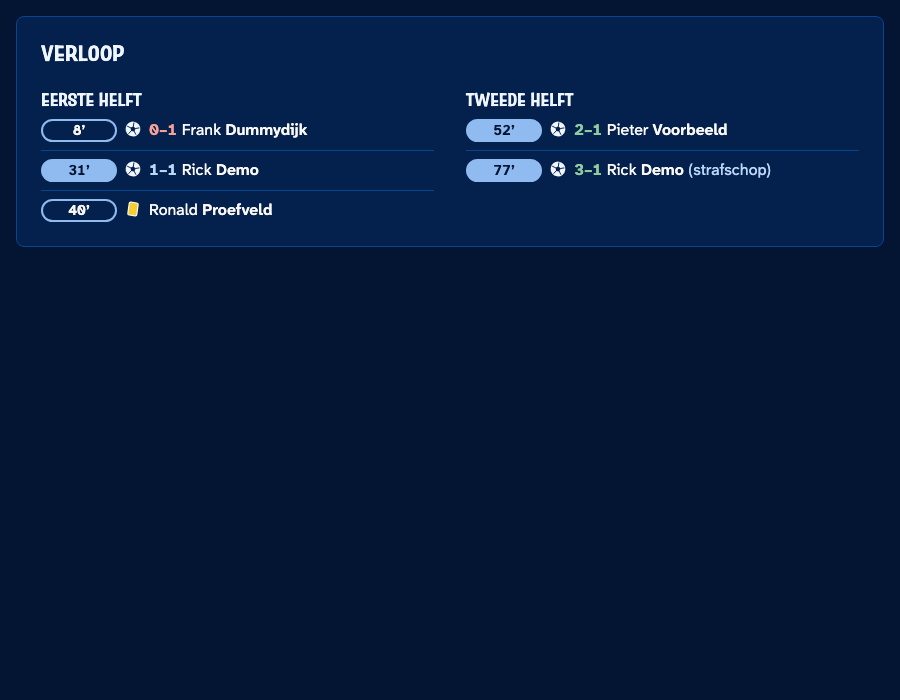 VERLOOP
EERSTE HELFT
8’ 0–1 Frank Dummydijk
31’ 1–1 Rick Demo
40’ Ronald Proefveld
TWEEDE HELFT
52’ 2–1 Pieter Voorbeeld
77’ 3–1 Rick Demo (strafschop)